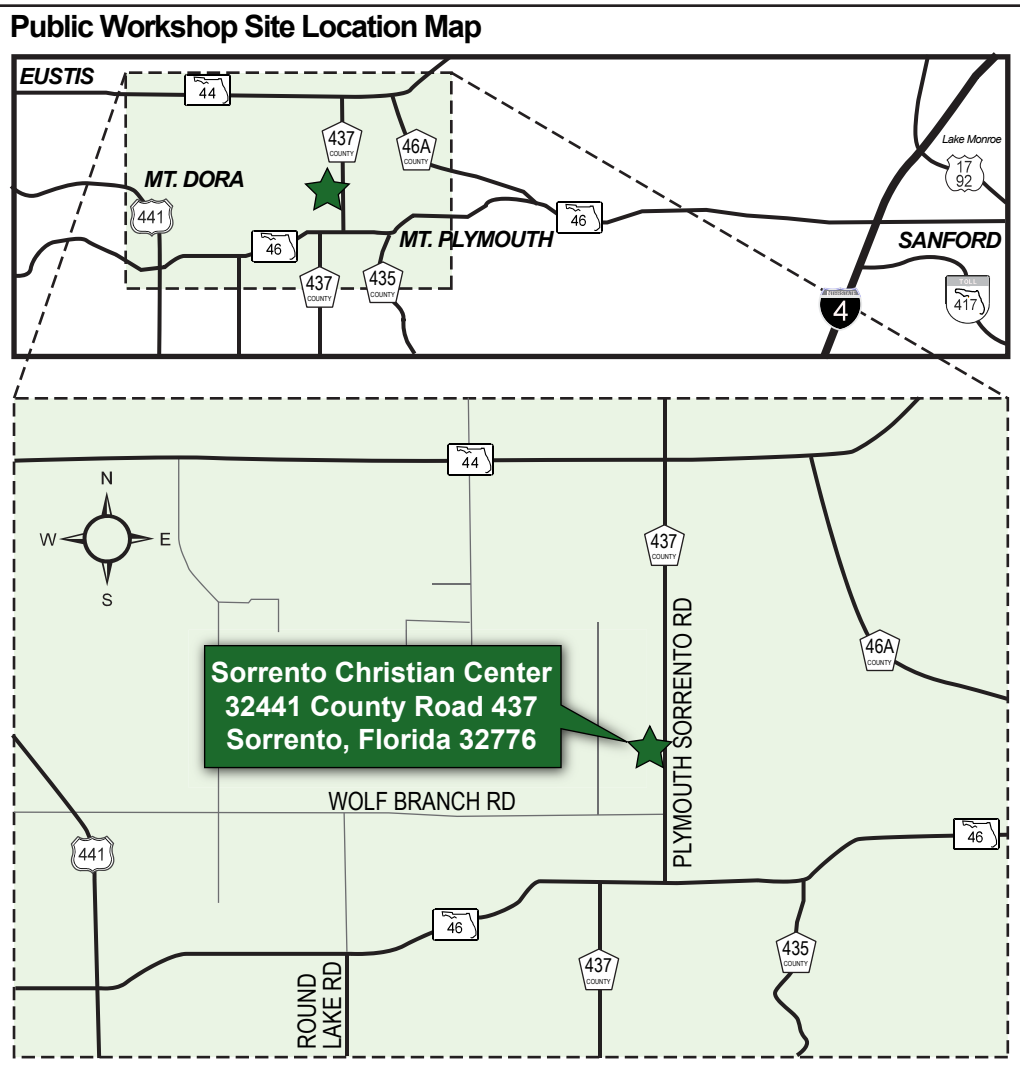 Public Workshop Site Location Map
EUSTIS
44
437
COUNTY
46A
COUNTY
Lake Monroe
17
92
MT. DORA
441
46
MT. PLYMOUTH
46
SANFORD
437
COUNTY
435
COUNTY
TOLL
417
4
44
N
W
E
S
437
COUNTY
46A
COUNTY
PLYMOUTH SORRENTO RD
Sorrento Christian Center
32441 County Road 437
Sorrento, Florida 32776
WOLF BRANCH RD
441
46
46
437
COUNTY
435
COUNTY
ROUND
LAKE RD